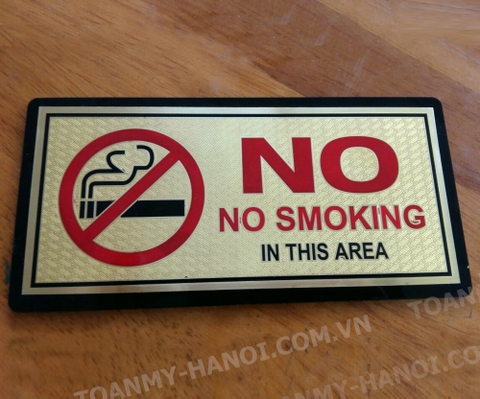 NO
NO SMOKING
IN THIS AREA
TOANMY-HANOI.COM.VN